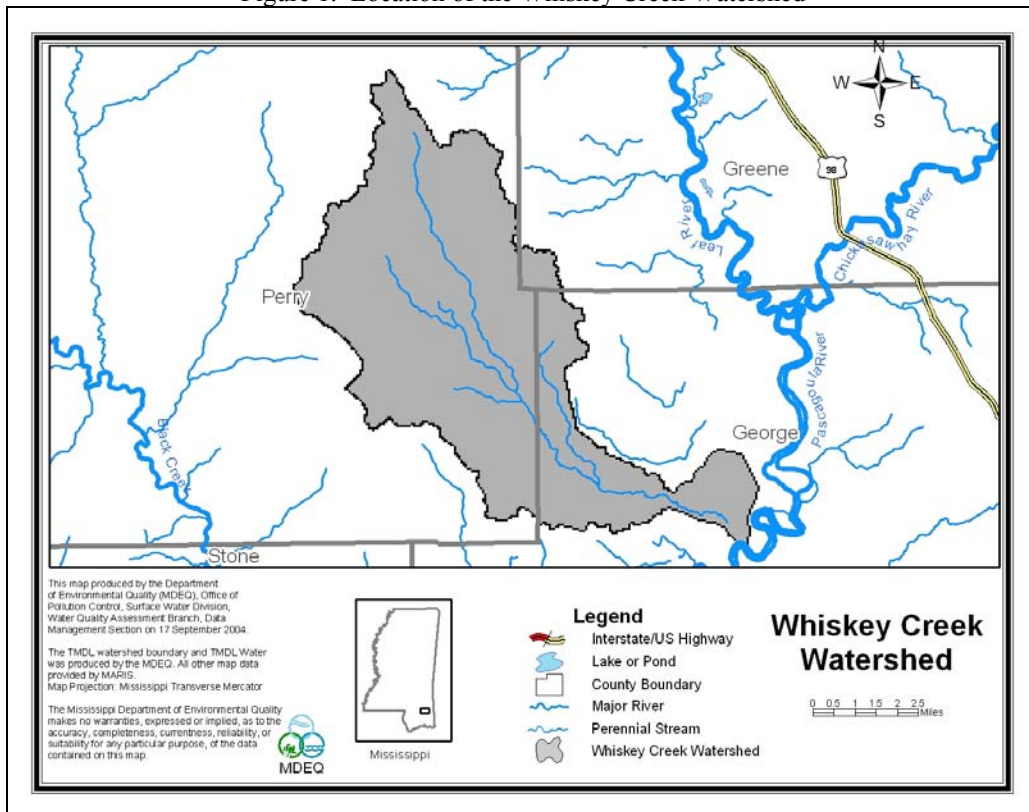 Figure 1. Location of the Whiskey Creek Watershed
N
W E
S
Greene
98
Leaf River
Chickasawhay River
Perry
Pascagoula River
George
Black Creek
Stone
This map produced by the Department
of Environmental Quality (MDEQ), Office of
Pollution Control, Surface Water Division,
Water Quality Assessment Branch, Data
Management Section on 17 September 2004.
The TMDL watershed boundary and TMDL Water
was produced by the MDEQ. All other map data
provided by MARIS.
Map Projection: Mississippi Transverse Mercator
The Mississippi Department of Environmental Quality
makes no warranties, expressed or implied, as to the
accuracy, completeness, currentness, reliability, or
suitability for any particular purpose, of the data
contained on this map.
MDEQ
Mississippi
Legend
Interstate/US Highway
Lake or Pond
County Boundary
Major River
Perennial Stream
Whiskey Creek Watershed
Whiskey Creek
Watershed
0 0.5 1 1.5 2 2.5
Miles